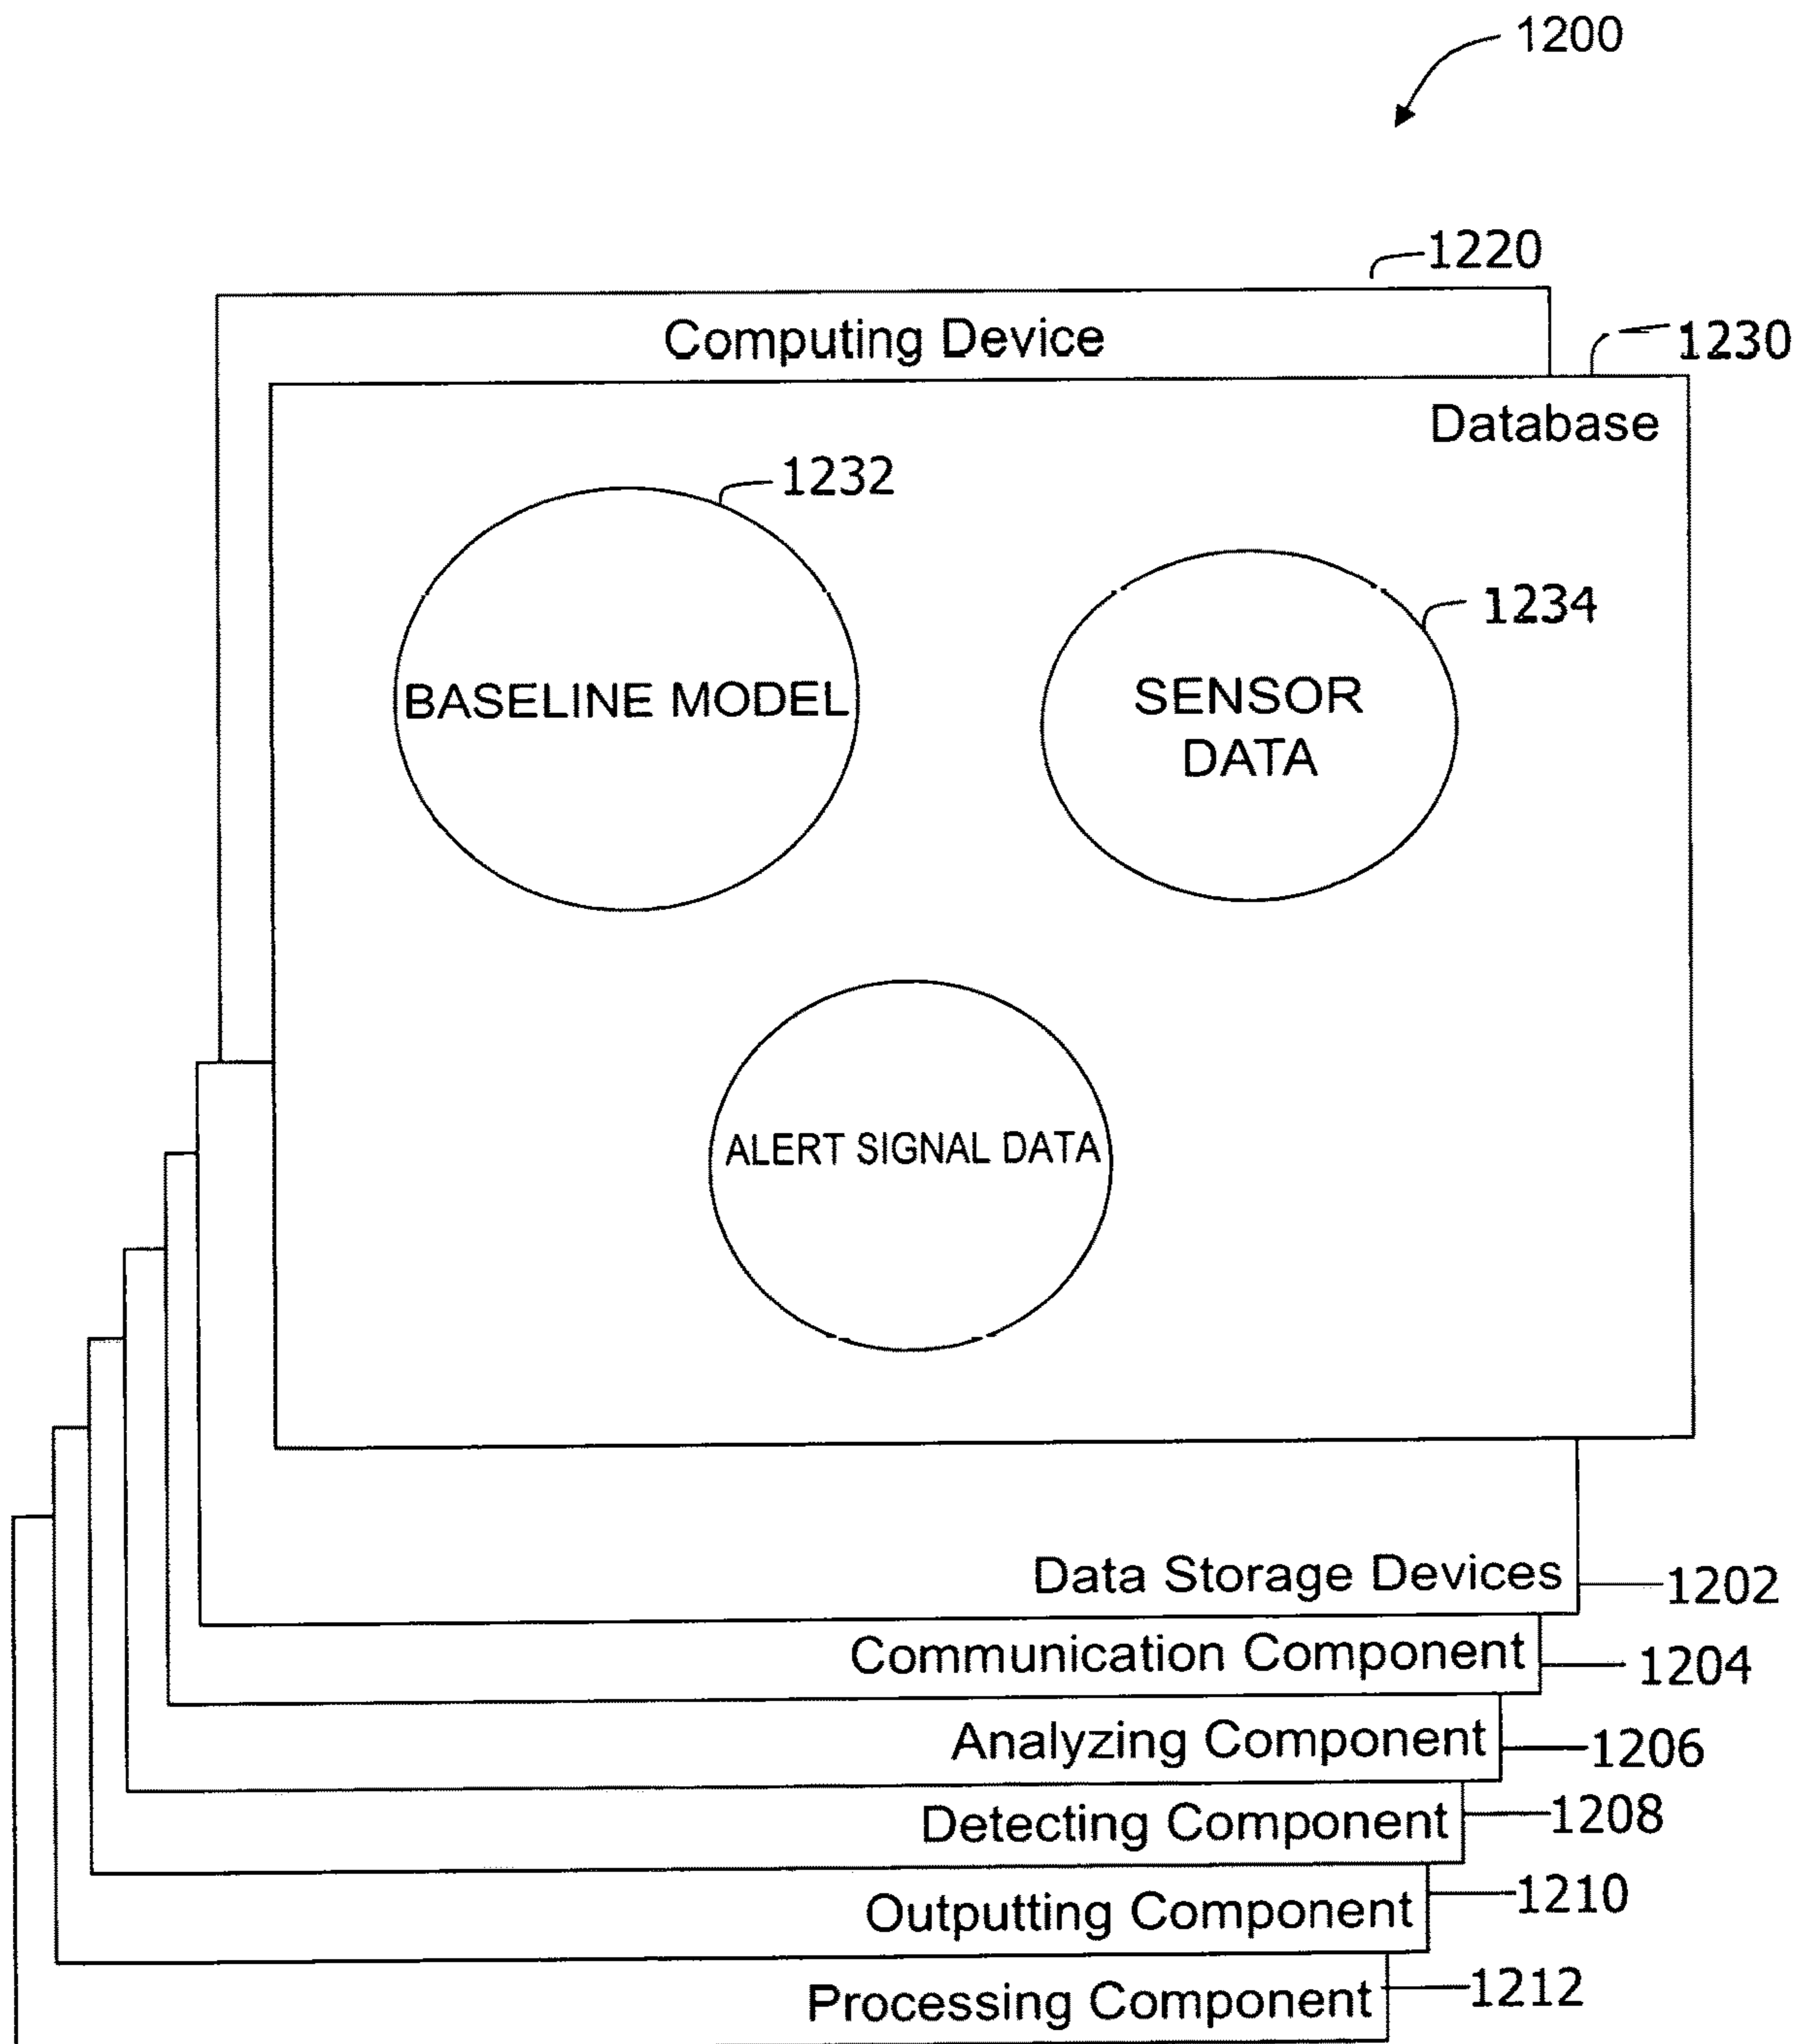 1200
1220
Computing Device
1230
Database
1232
1234
BASELINE MODEL
SENSOR
DATA
ALERT SIGNAL DATA
Data Storage Devices
1202
Communication Component
1204
Analyzing Component
1206
Detecting Component
1208
Outputting Component
1210
Processing Component
1212